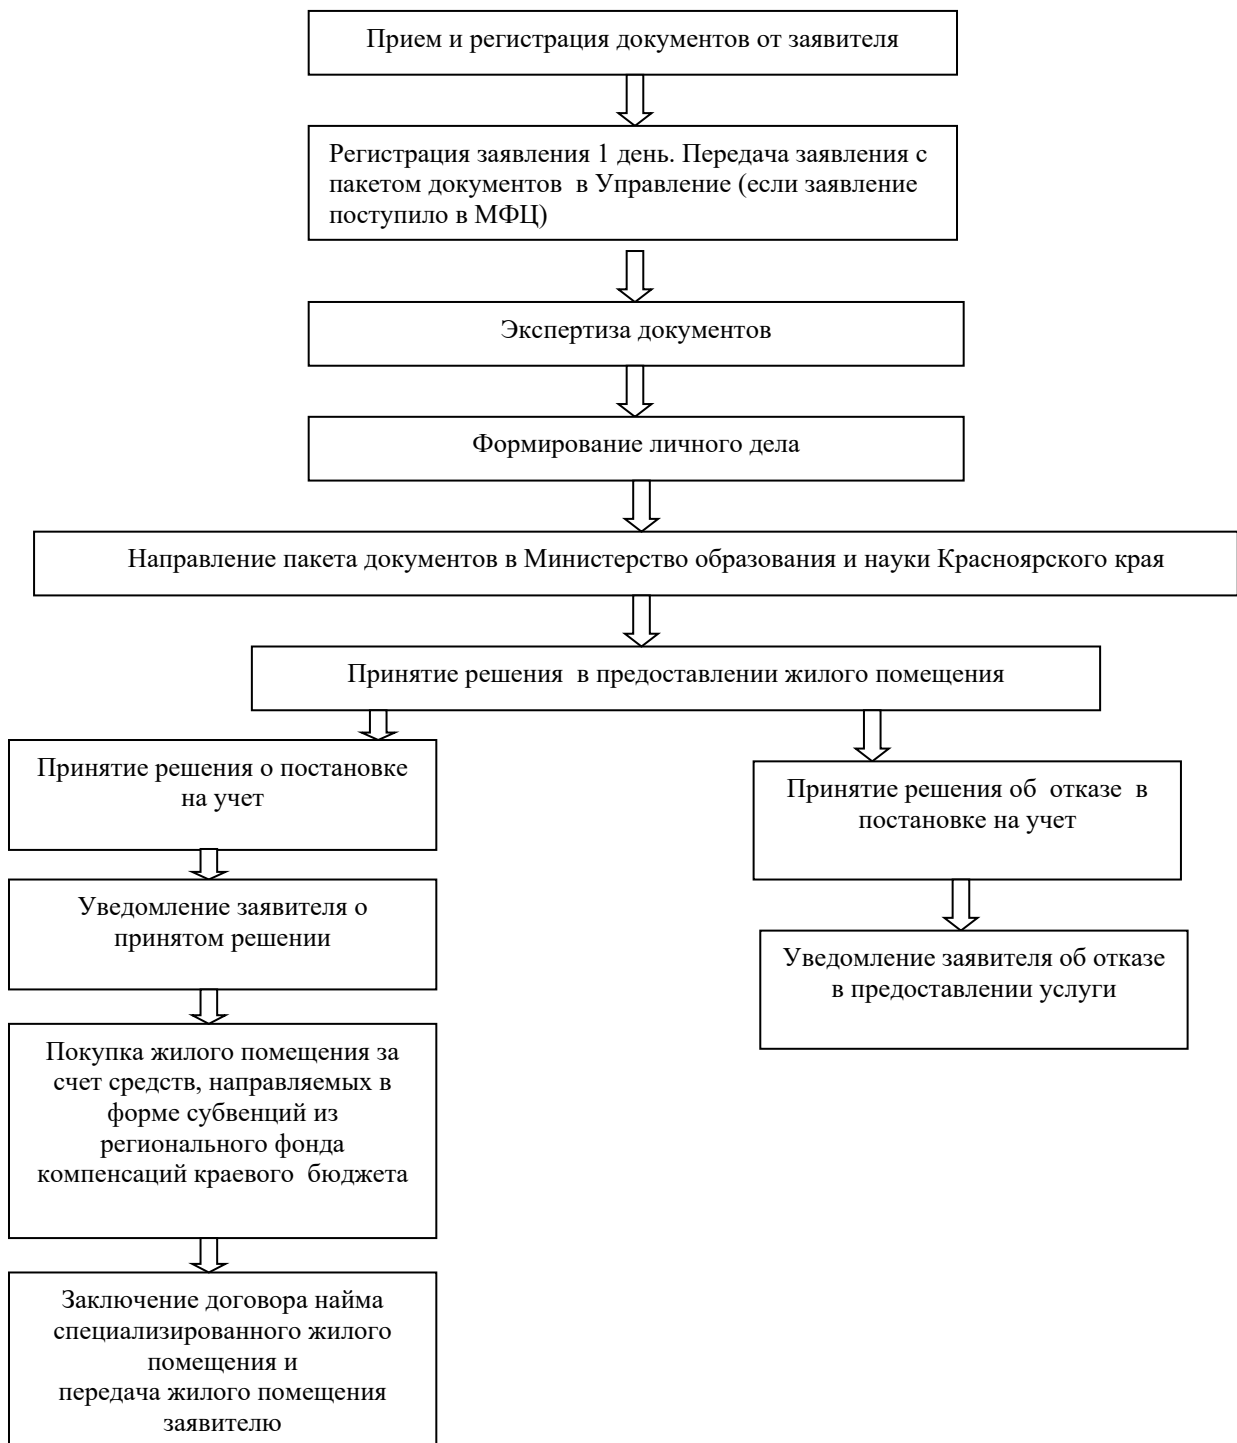 Прием и регистрация документов от заявителя
Регистрация заявления 1 день. Передача заявления с
пакетом документов в Управление (если заявление
поступило в МФЦ)
Экспертиза документов
Формирование личного дела
Направление пакета документов в Министерство образования и науки Красноярского края
Принятие решения в предоставлении жилого помещения
Принятие решения о постановке
на учет
Уведомление заявителя о
принятом решении
Покупка жилого помещения за
счет средств, направляемых в
форме субвенций из
регионального фонда
компенсаций краевого бюджета
Заключение договора найма
специализированного жилого
помещения и
передача жилого помещения
заявителю
Принятие решения об отказе в
постановке на учет
Уведомление заявителя об отказе
в предоставлении услуги